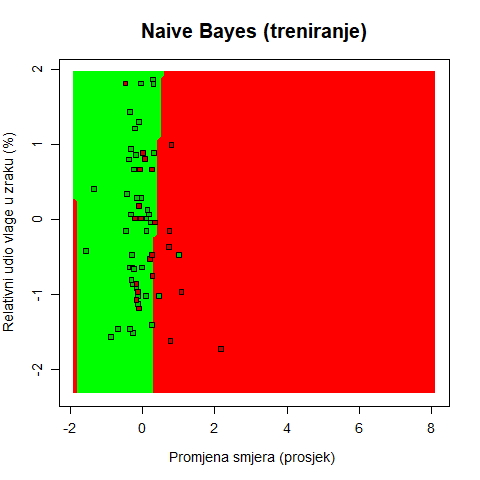 Naive Bayes (treniranje)
Relativni udio vlage u zraku (%)
2
1
0
-1
-2
-2 0 2 4 6 8
Promjena smjera (prosjek)